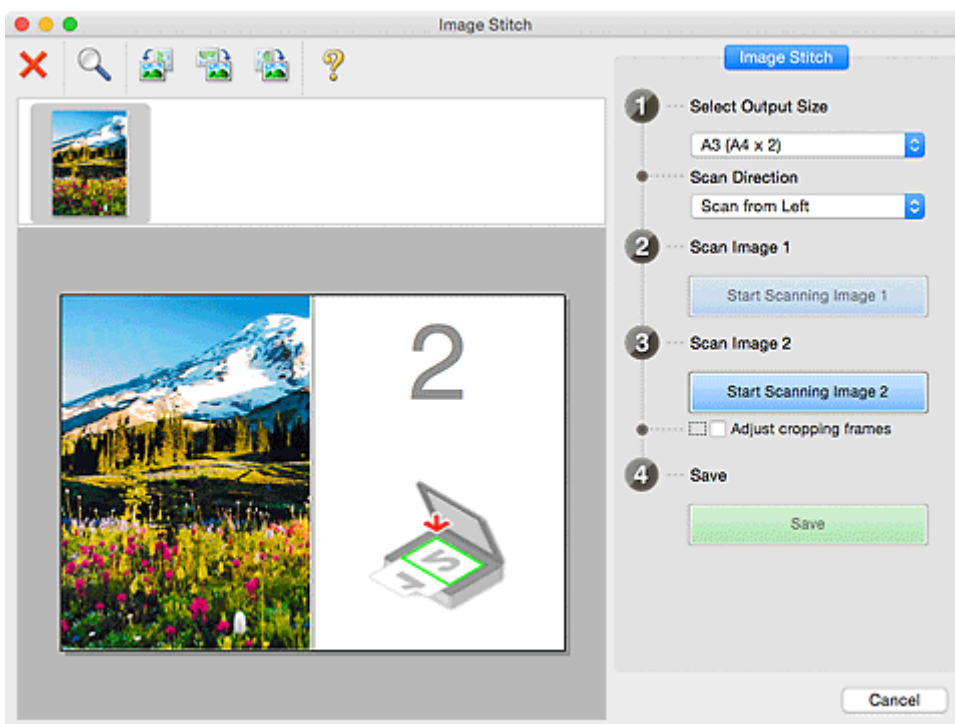 Image Stitch
Image Stitch
1 Select Output Size
A3 (A4 x 2)
Scan Direction
Scan from Left
2 Scan Image 1
Start Scanning Image 1
3 Scan Image 2
Start Scanning Image 2
Adjust cropping frames
4 Save
Save
2
1 2
Cancel